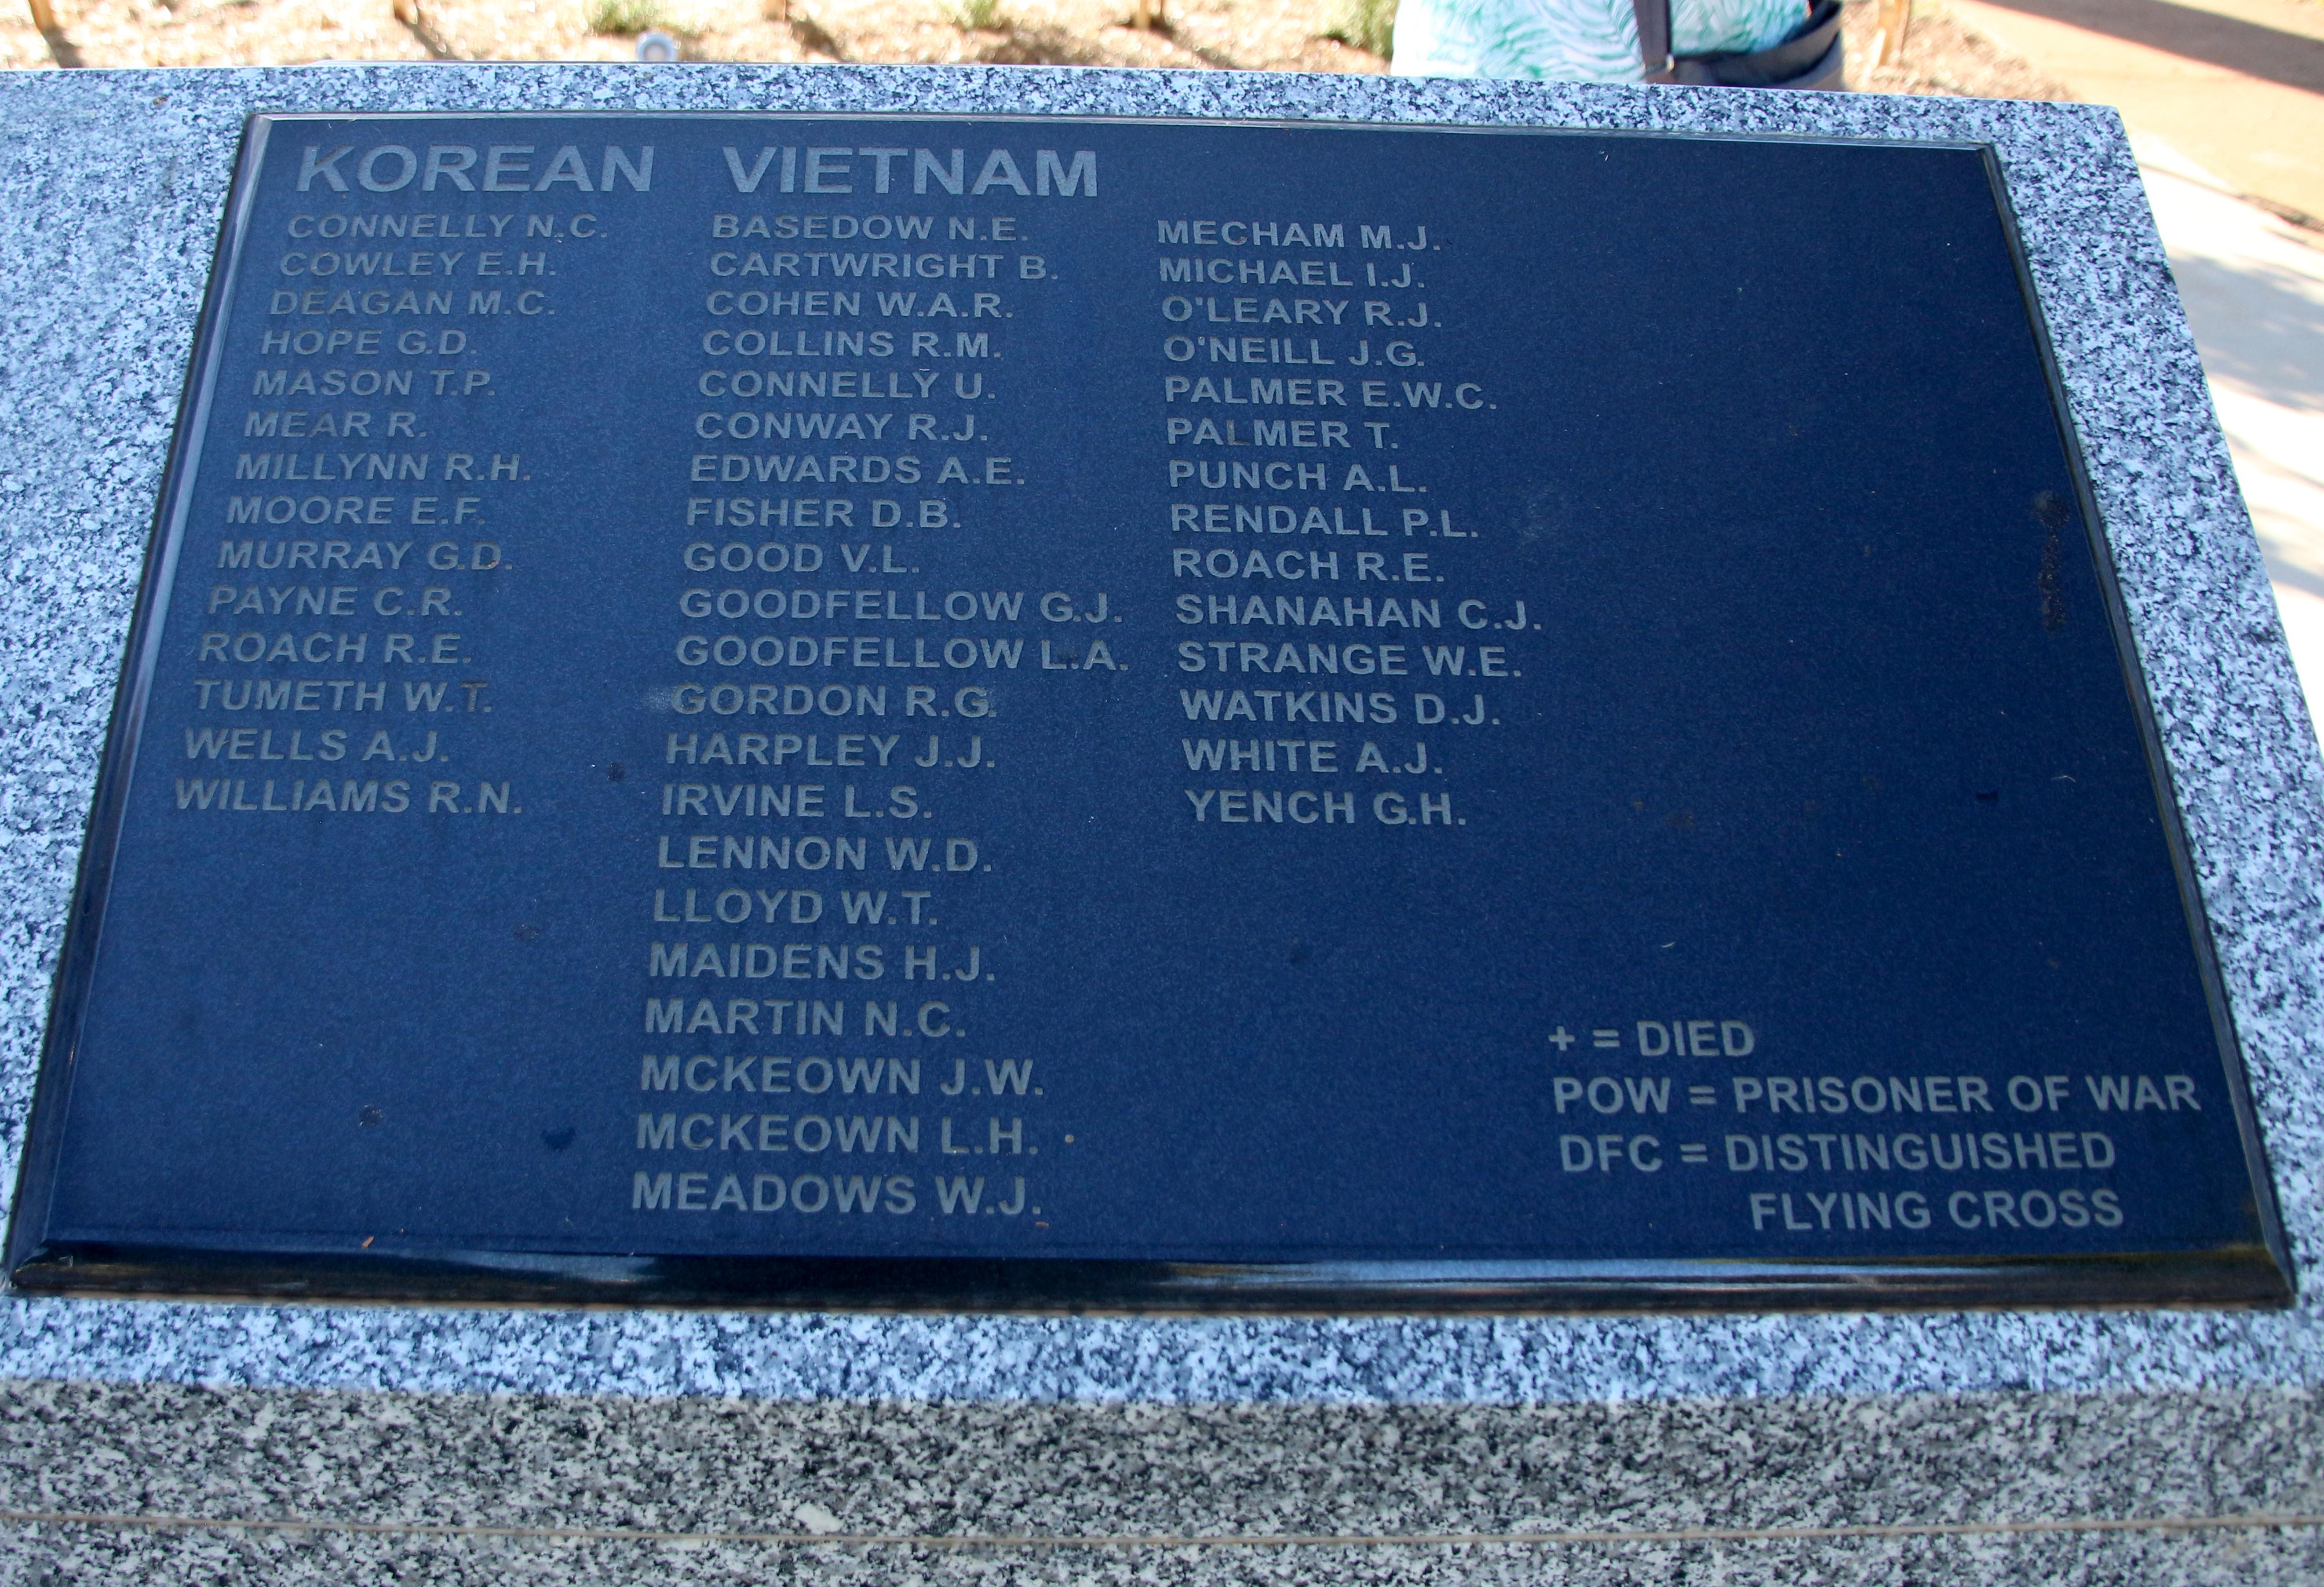 KOREAN
CONNELLY N.C.
COWLEY E.H.
DEAGAN M.C.
HOPE G.D.
MASON T.P.
MEAR R.
MILLYNN R.H.
MOORE E.F.
MURRAY G.D.
PAYNE C.R.
ROACH R.E.
TUMETH W.T.
WELLS A.J.
WILLIAMS R.N.
VIETNAM
BASEDOW N.E.
CARTWRIGHT B.
COHEN W.A.R.
COLLINS R.M.
CONNELLY U.
CONWAY R.J.
EDWARDS A.E.
FISHER D.B.
GOOD V.L.
GOODFELLOW G.J.
GOODFELLOW L.A.
GORDON R.G.
HARPLEY J.J.
IRVINE L.S.
LENNON W.D.
LLOYD W.T.
MAIDENS H.J.
MARTIN N.C.
MCKEOWN J.W.
MCKEOWN L.H.
MEADOWS W.J.
MECHAM M.J.
MICHAEL I.J.
O'LEARY R.J.
O'NEILL J.G.
PALMER E.W.C.
PALMER T.
PUNCH A.L.
RENDALL P.L.
ROACH R.E.
SHANAHAN C.J.
STRANGE W.E.
WATKINS D.J.
WHITE A.J.
YENCH G.H.
+ = DIED
POW = PRISONER OF WAR
DFC = DISTINGUISHED
FLYING CROSS